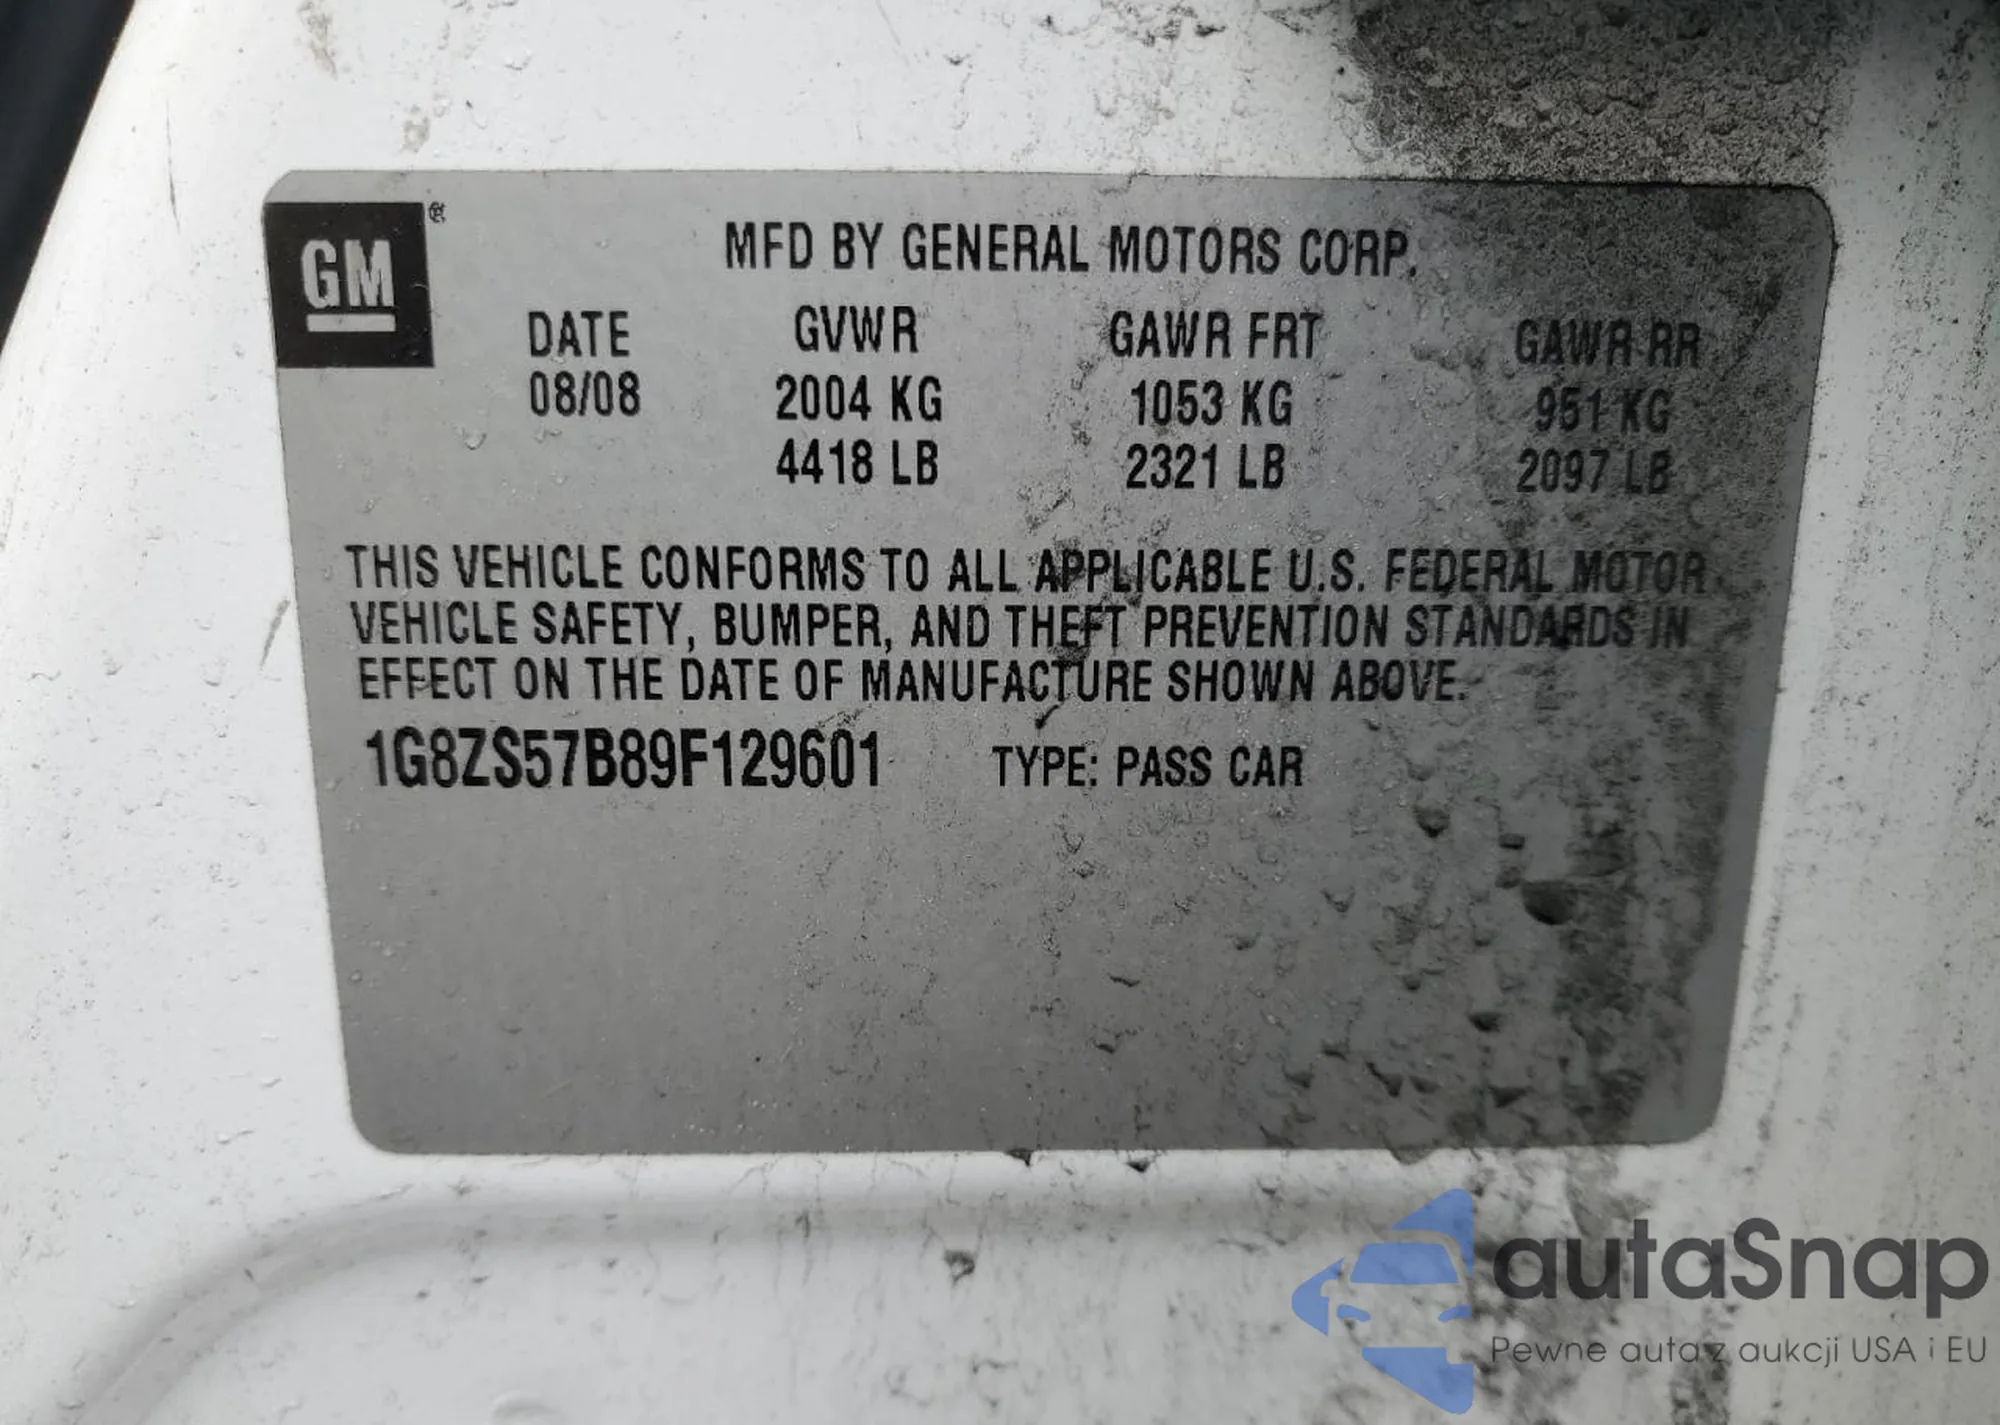 GM ®
MFD BY GENERAL MOTORS CORP.
DATE GVWR GAWR FRT GAWR RR
08/08 2004 KG 1053 KG 951 KG
4418 LB 2321 LB 2097 LB
THIS VEHICLE CONFORMS TO ALL APPLICABLE U.S. FEDERAL MOTOR
VEHICLE SAFETY, BUMPER, AND THEFT PREVENTION STANDARDS IN
EFFECT ON THE DATE OF MANUFACTURE SHOWN ABOVE.
1G8ZS57B89F129601 TYPE: PASS CAR
autaSnap
Pewne auta z aukcji USA i EU